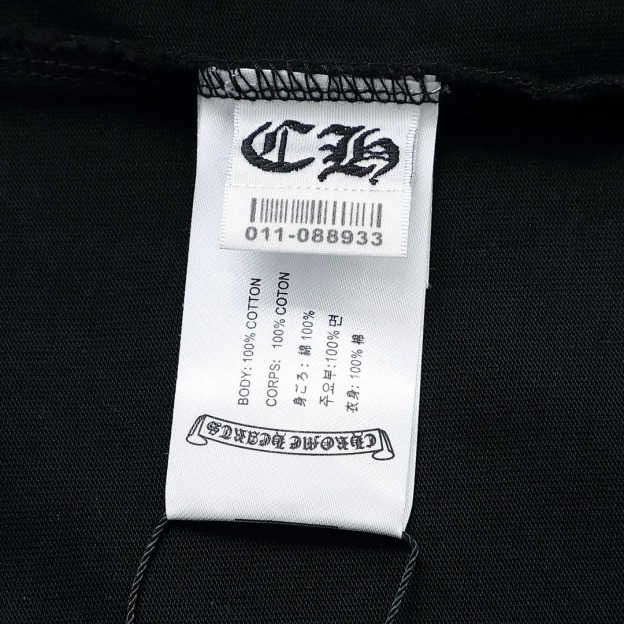 CH
011-088933
BODY: 100% COTTON
CORPS: 100% COTON
身ごろ: 綿 100%
주요부:100% 면
衣身: 100% 棉
CHROME HEARTS